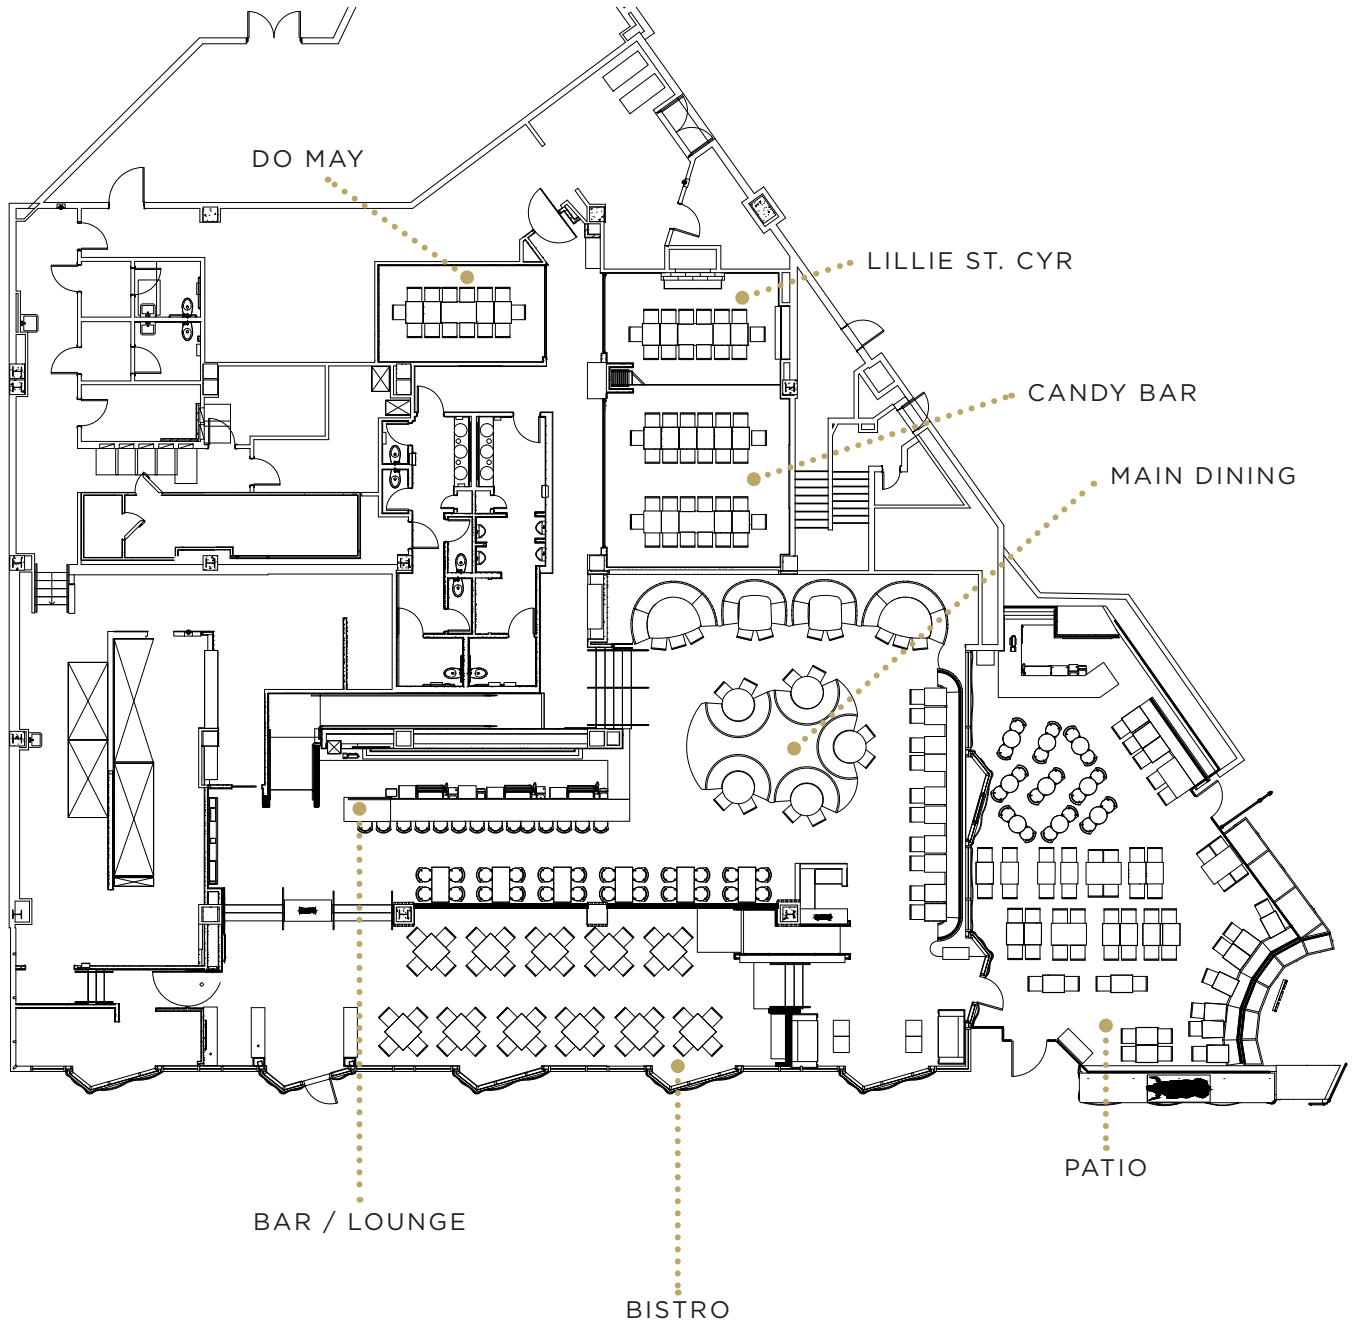 DO MAY
LILLIE ST. CYR
CANDY BAR
MAIN DINING
PATIO
BAR / LOUNGE
BISTRO